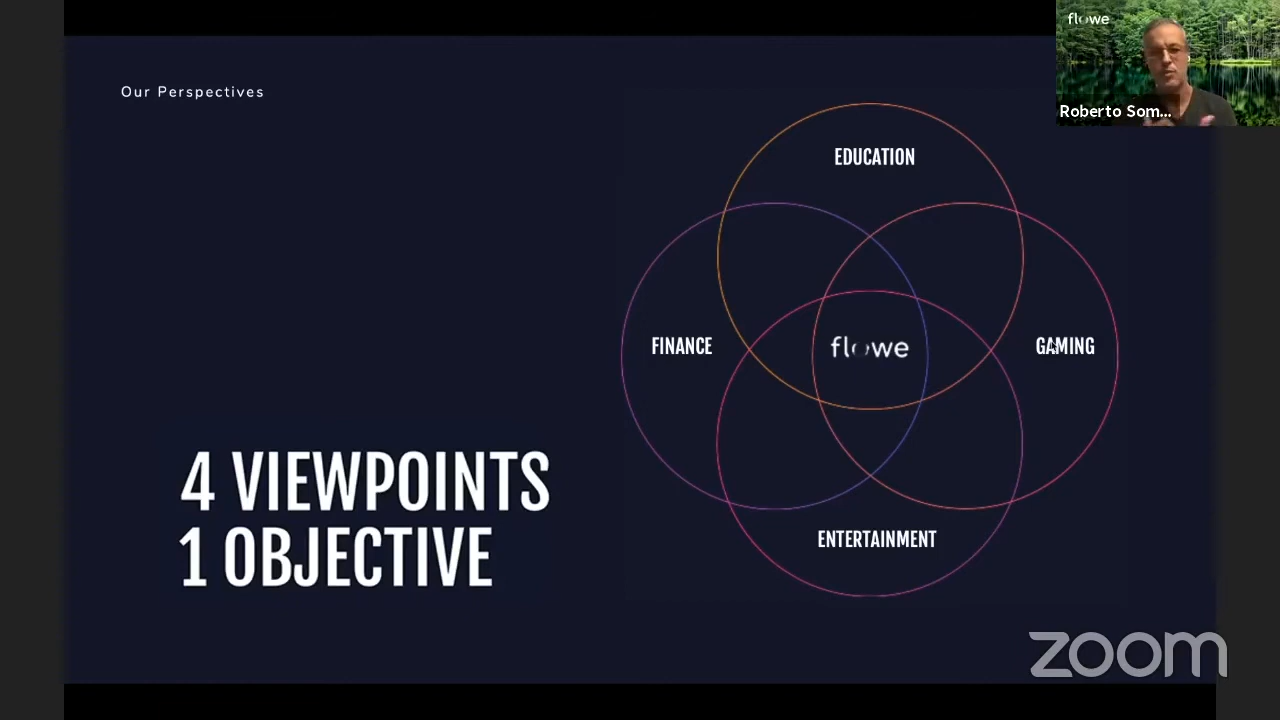 Our Perspectives
flowe
Roberto Som...
EDUCATION
FINANCE
flowe
GAMING
4 VIEWPOINTS
1 OBJECTIVE
ENTERTAINMENT
zoom